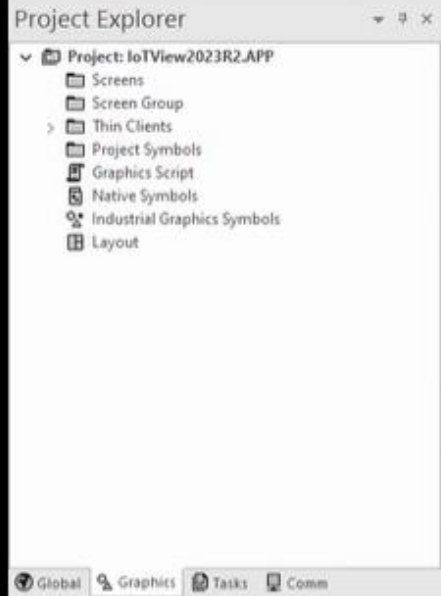 Project Explorer
Project: IoTView2023R2.APP
Screens
Screen Group
Thin Clients
Project Symbols
Graphics Script
Native Symbols
Industrial Graphics Symbols
Layout
Global Graphics Tasks Comm